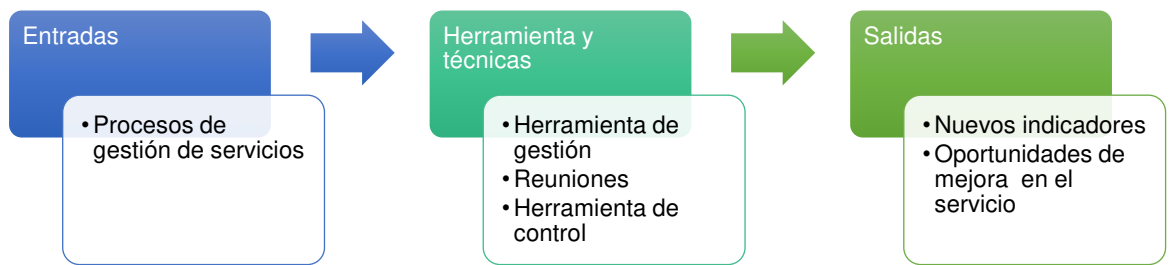 Entradas
• Procesos de
gestión de servicios
Herramienta y
técnicas
• Herramienta de
gestión
• Reuniones
• Herramienta de
control
Salidas
• Nuevos indicadores
• Oportunidades de
mejora en el
servicio